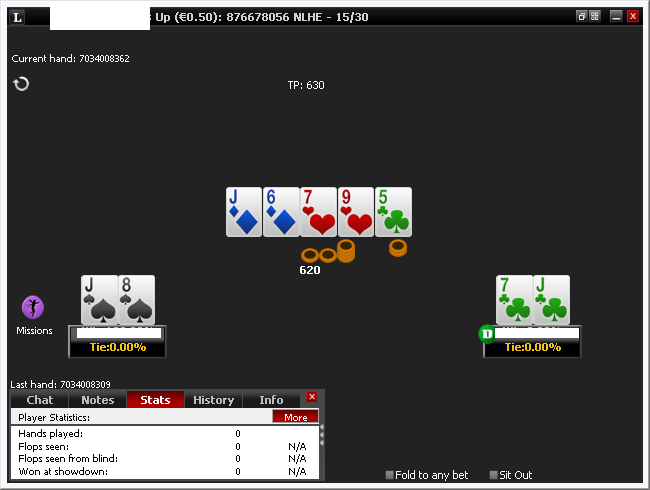 L s Up (€0.50): 876678056 NLHE - 15/30
Current hand: 7034008362
TP: 630
J 6 7 9 5
620
J 8
7 J
D
Tie:0.00%
Tie:0.00%
Missions
Last hand: 7034008309
Chat Notes Stats History Info
Player Statistics: More
Hands played: 0
Flops seen: 0 N/A
Flops seen from blind: 0 N/A
Won at showdown: 0 N/A
Fold to any bet Sit Out